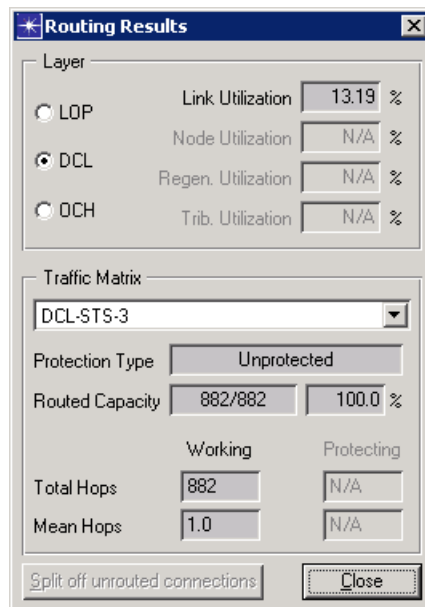 Routing Results
Layer
LOP
DCL
OCH
Link Utilization 13.19 %
Node Utilization N/A %
Regen. Utilization N/A %
Trib. Utilization N/A %
Traffic Matrix
DCL-STS-3
Protection Type Unprotected
Routed Capacity 882/882 100.0 %
Working Protecting
Total Hops 882 N/A
Mean Hops 1.0 N/A
Split off unrouted connections Close